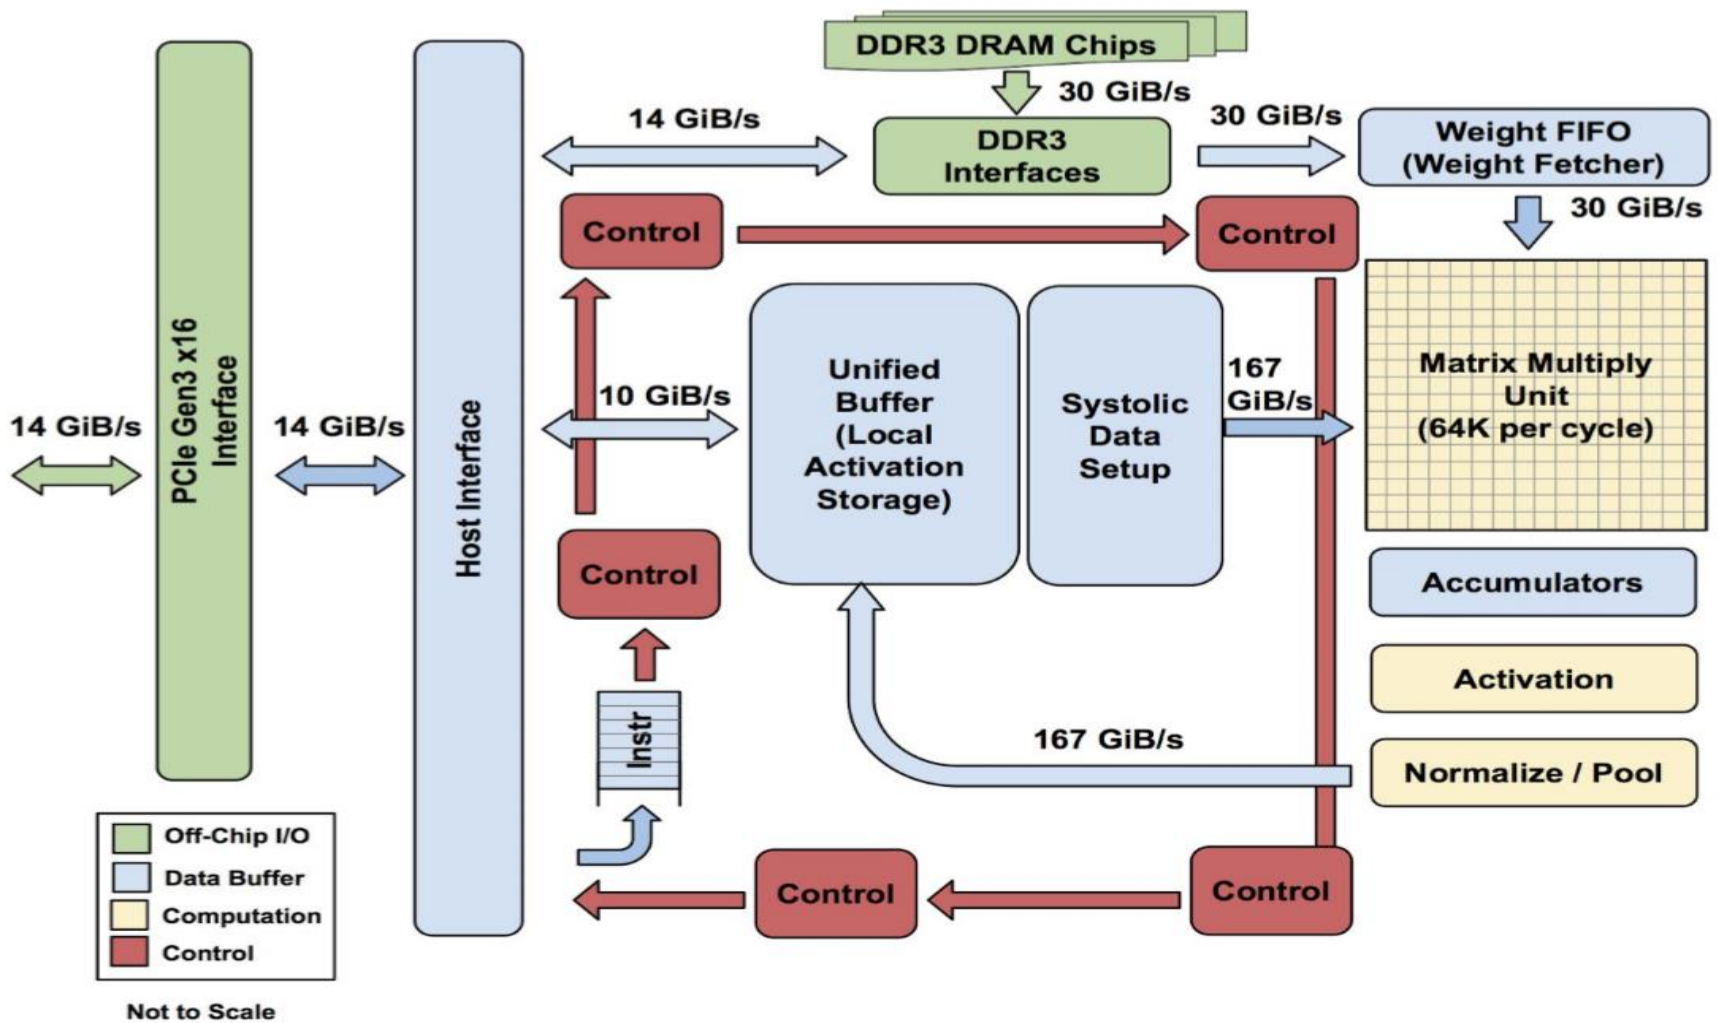 DDR3 DRAM Chips
30 GiB/s
14 GiB/s
DDR3
Interfaces
30 GiB/s
Weight FIFO
(Weight Fetcher)
30 GiB/s
Control
Control
PCIe Gen3 x16
Interface
14 GiB/s
14 GiB/s
Host Interface
10 GiB/s
Unified
Buffer
(Local
Activation
Storage)
Systolic
Data
Setup
167
GiB/s
Matrix Multiply
Unit
(64K per cycle)
Control
Accumulators
Activation
Instr
167 GiB/s
Normalize / Pool
Control
Control
Off-Chip I/O
Data Buffer
Computation
Control
Not to Scale